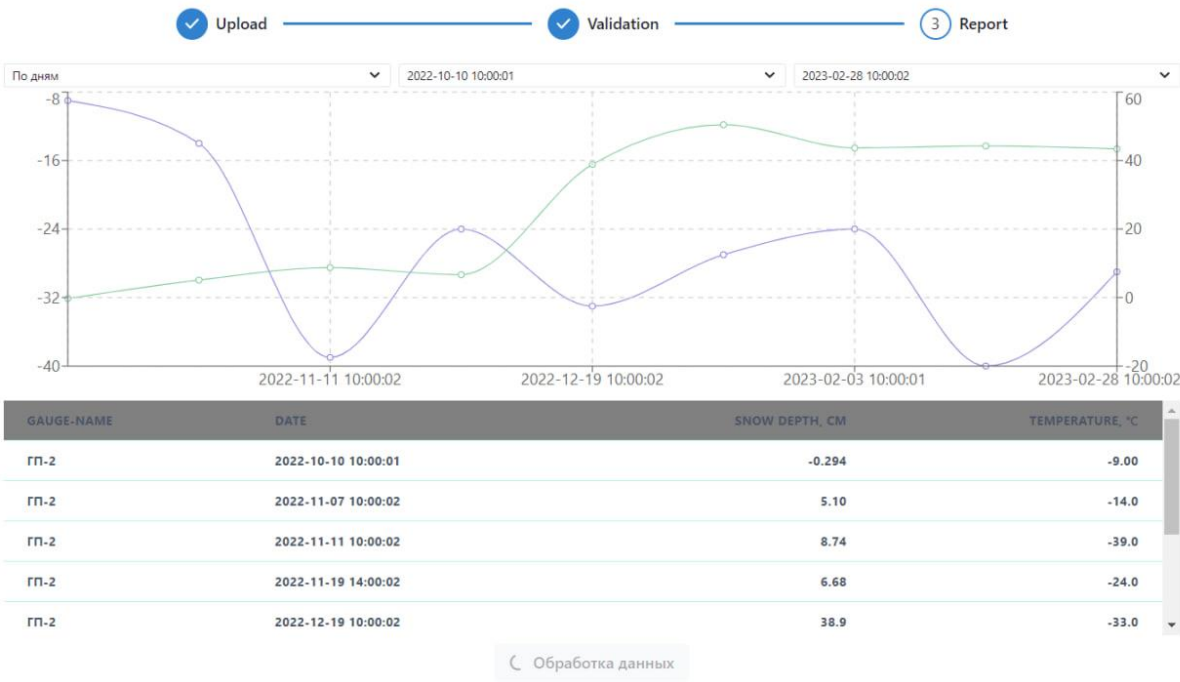 Upload Validation 3 Report
По дням 2022-10-10 10:00:01 2023-02-28 10:00:02
-8 60
-16 40
-24 20
-32 0
-40 -20
2022-11-11 10:00:02 2022-12-19 10:00:02 2023-02-03 10:00:01 2023-02-28 10:00:02
GAUGE-NAME DATE SNOW DEPTH, CM TEMPERATURE, °C
ГП-2 2022-10-10 10:00:01 -0.294 -9.00
ГП-2 2022-11-07 10:00:02 5.10 -14.0
ГП-2 2022-11-11 10:00:02 8.74 -39.0
ГП-2 2022-11-19 14:00:02 6.68 -24.0
ГП-2 2022-12-19 10:00:02 38.9 -33.0
Обработка данных